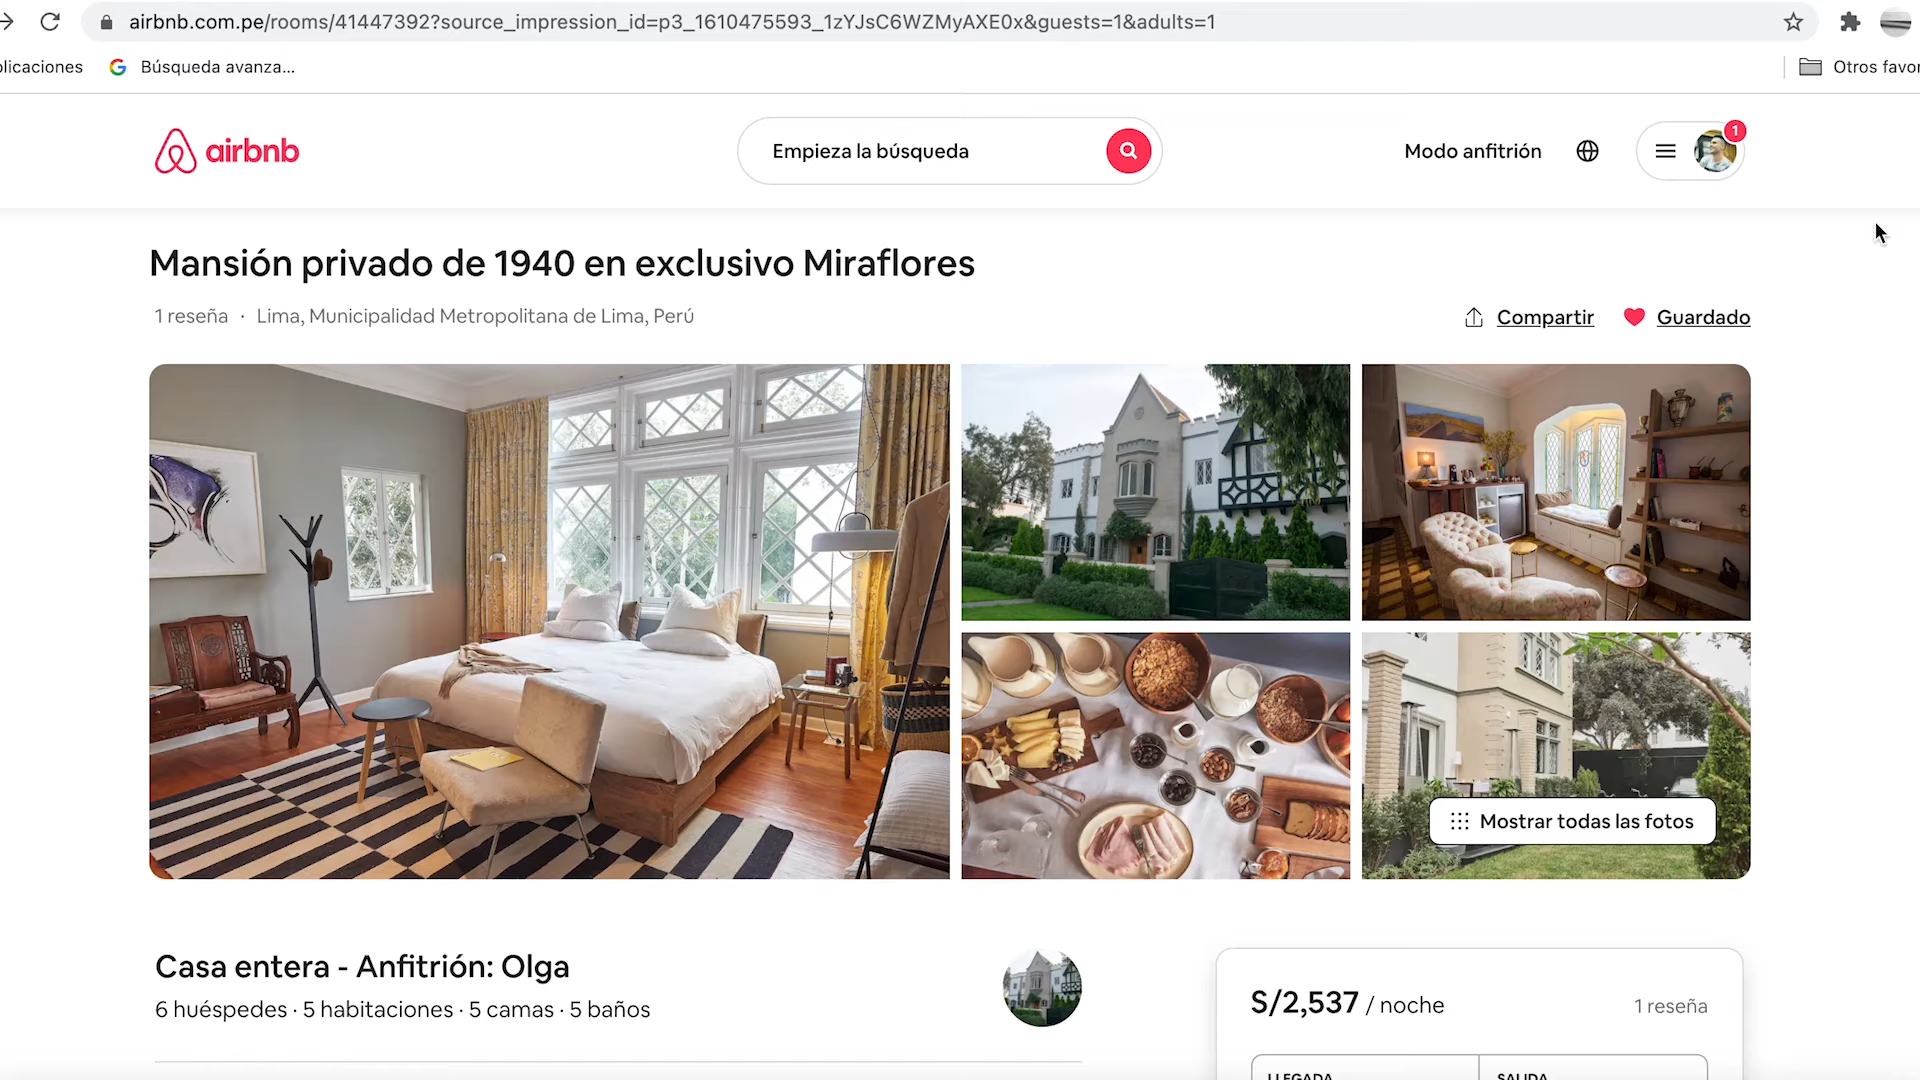 airbnb.com.pe/rooms/41447392?source_impression_id=p3_1610475593_1zYJsC6WZMyAXE0x&guests=1&adults=1
licaciones
Búsqueda avanza...
Otros favor
airbnb
Empieza la búsqueda
Modo anfitrión
1
Mansión privado de 1940 en exclusivo Miraflores
1 reseña · Lima, Municipalidad Metropolitana de Lima, Perú
Compartir
Guardado
Mostrar todas las fotos
Casa entera - Anfitrión: Olga
6 huéspedes · 5 habitaciones · 5 camas · 5 baños
S/2,537 / noche
1 reseña
LLEGADA
SALIDA